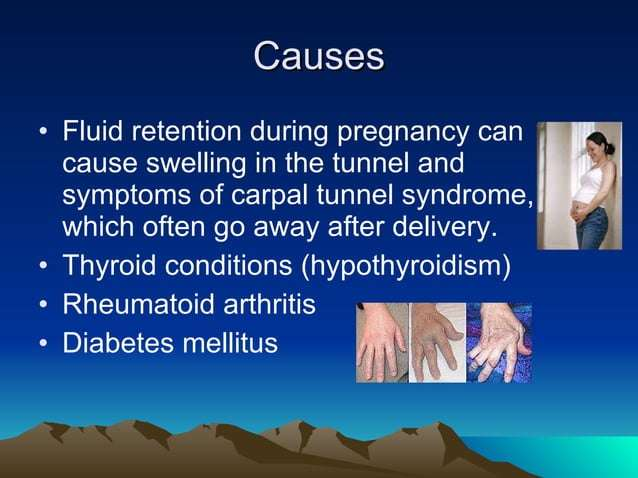 Causes
• Fluid retention during pregnancy can
cause swelling in the tunnel and
symptoms of carpal tunnel syndrome,
which often go away after delivery.
• Thyroid conditions (hypothyroidism)
• Rheumatoid arthritis
• Diabetes mellitus